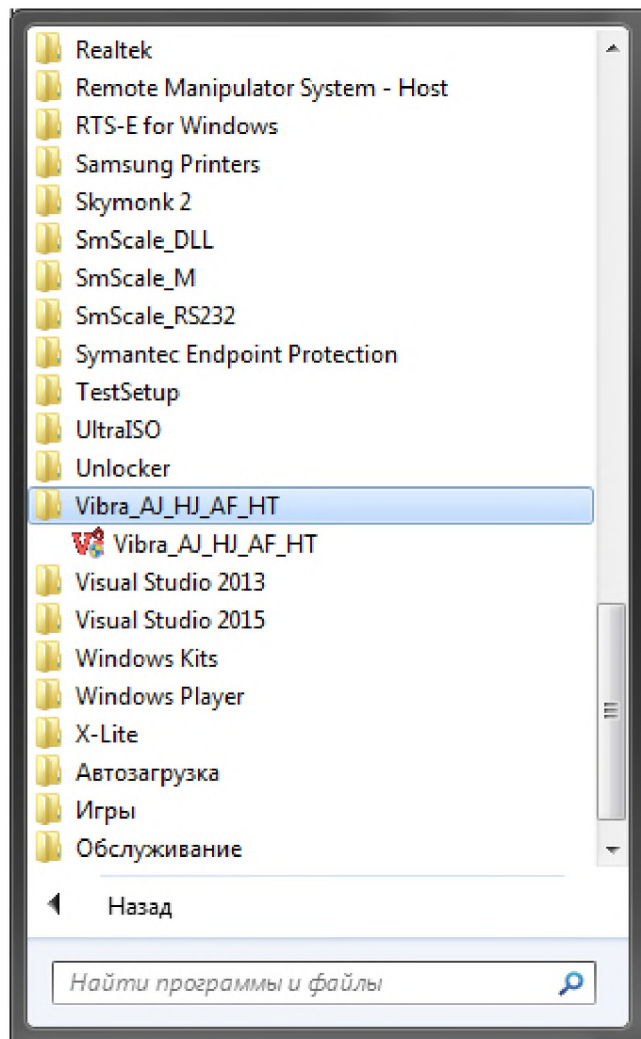 Realtek
Remote Manipulator System - Host
RTS-E for Windows
Samsung Printers
Skymonk 2
SmScale_DLL
SmScale_M
SmScale_RS232
Symantec Endpoint Protection
TestSetup
UltraISO
Unlocker
Vibra_AJ_HJ_AF_HT
Vibra_AJ_HJ_AF_HT
Visual Studio 2013
Visual Studio 2015
Windows Kits
Windows Player
X-Lite
Автозагрузка
Игры
Обслуживание
Назад
Найти программы и файлы